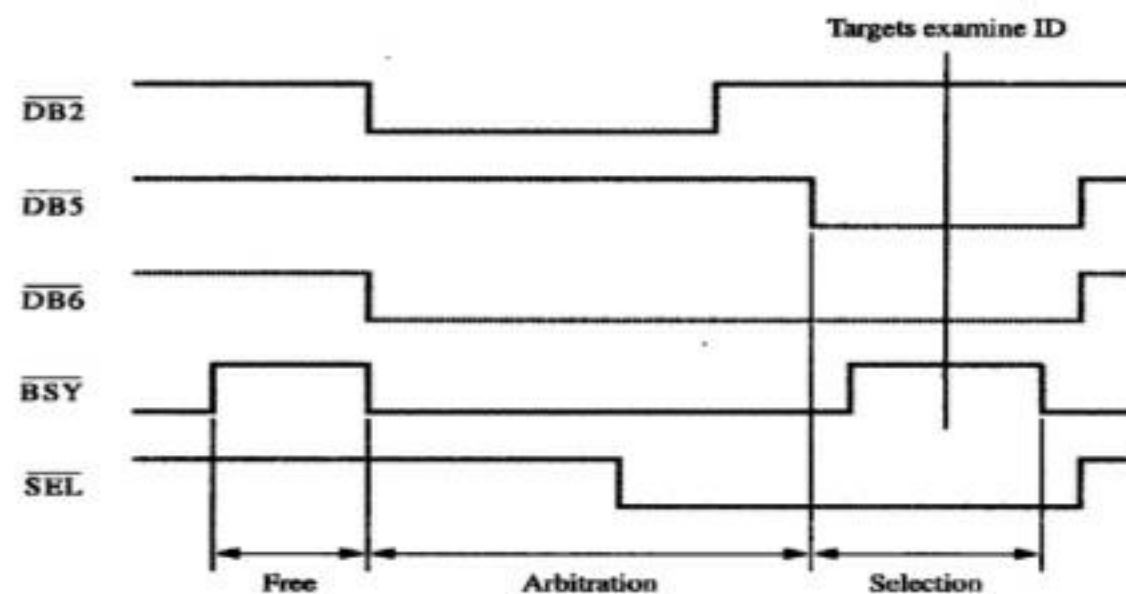 Targets examine ID
DB2
DB5
DB6
BSY
SEL
Free Arbitration Selection